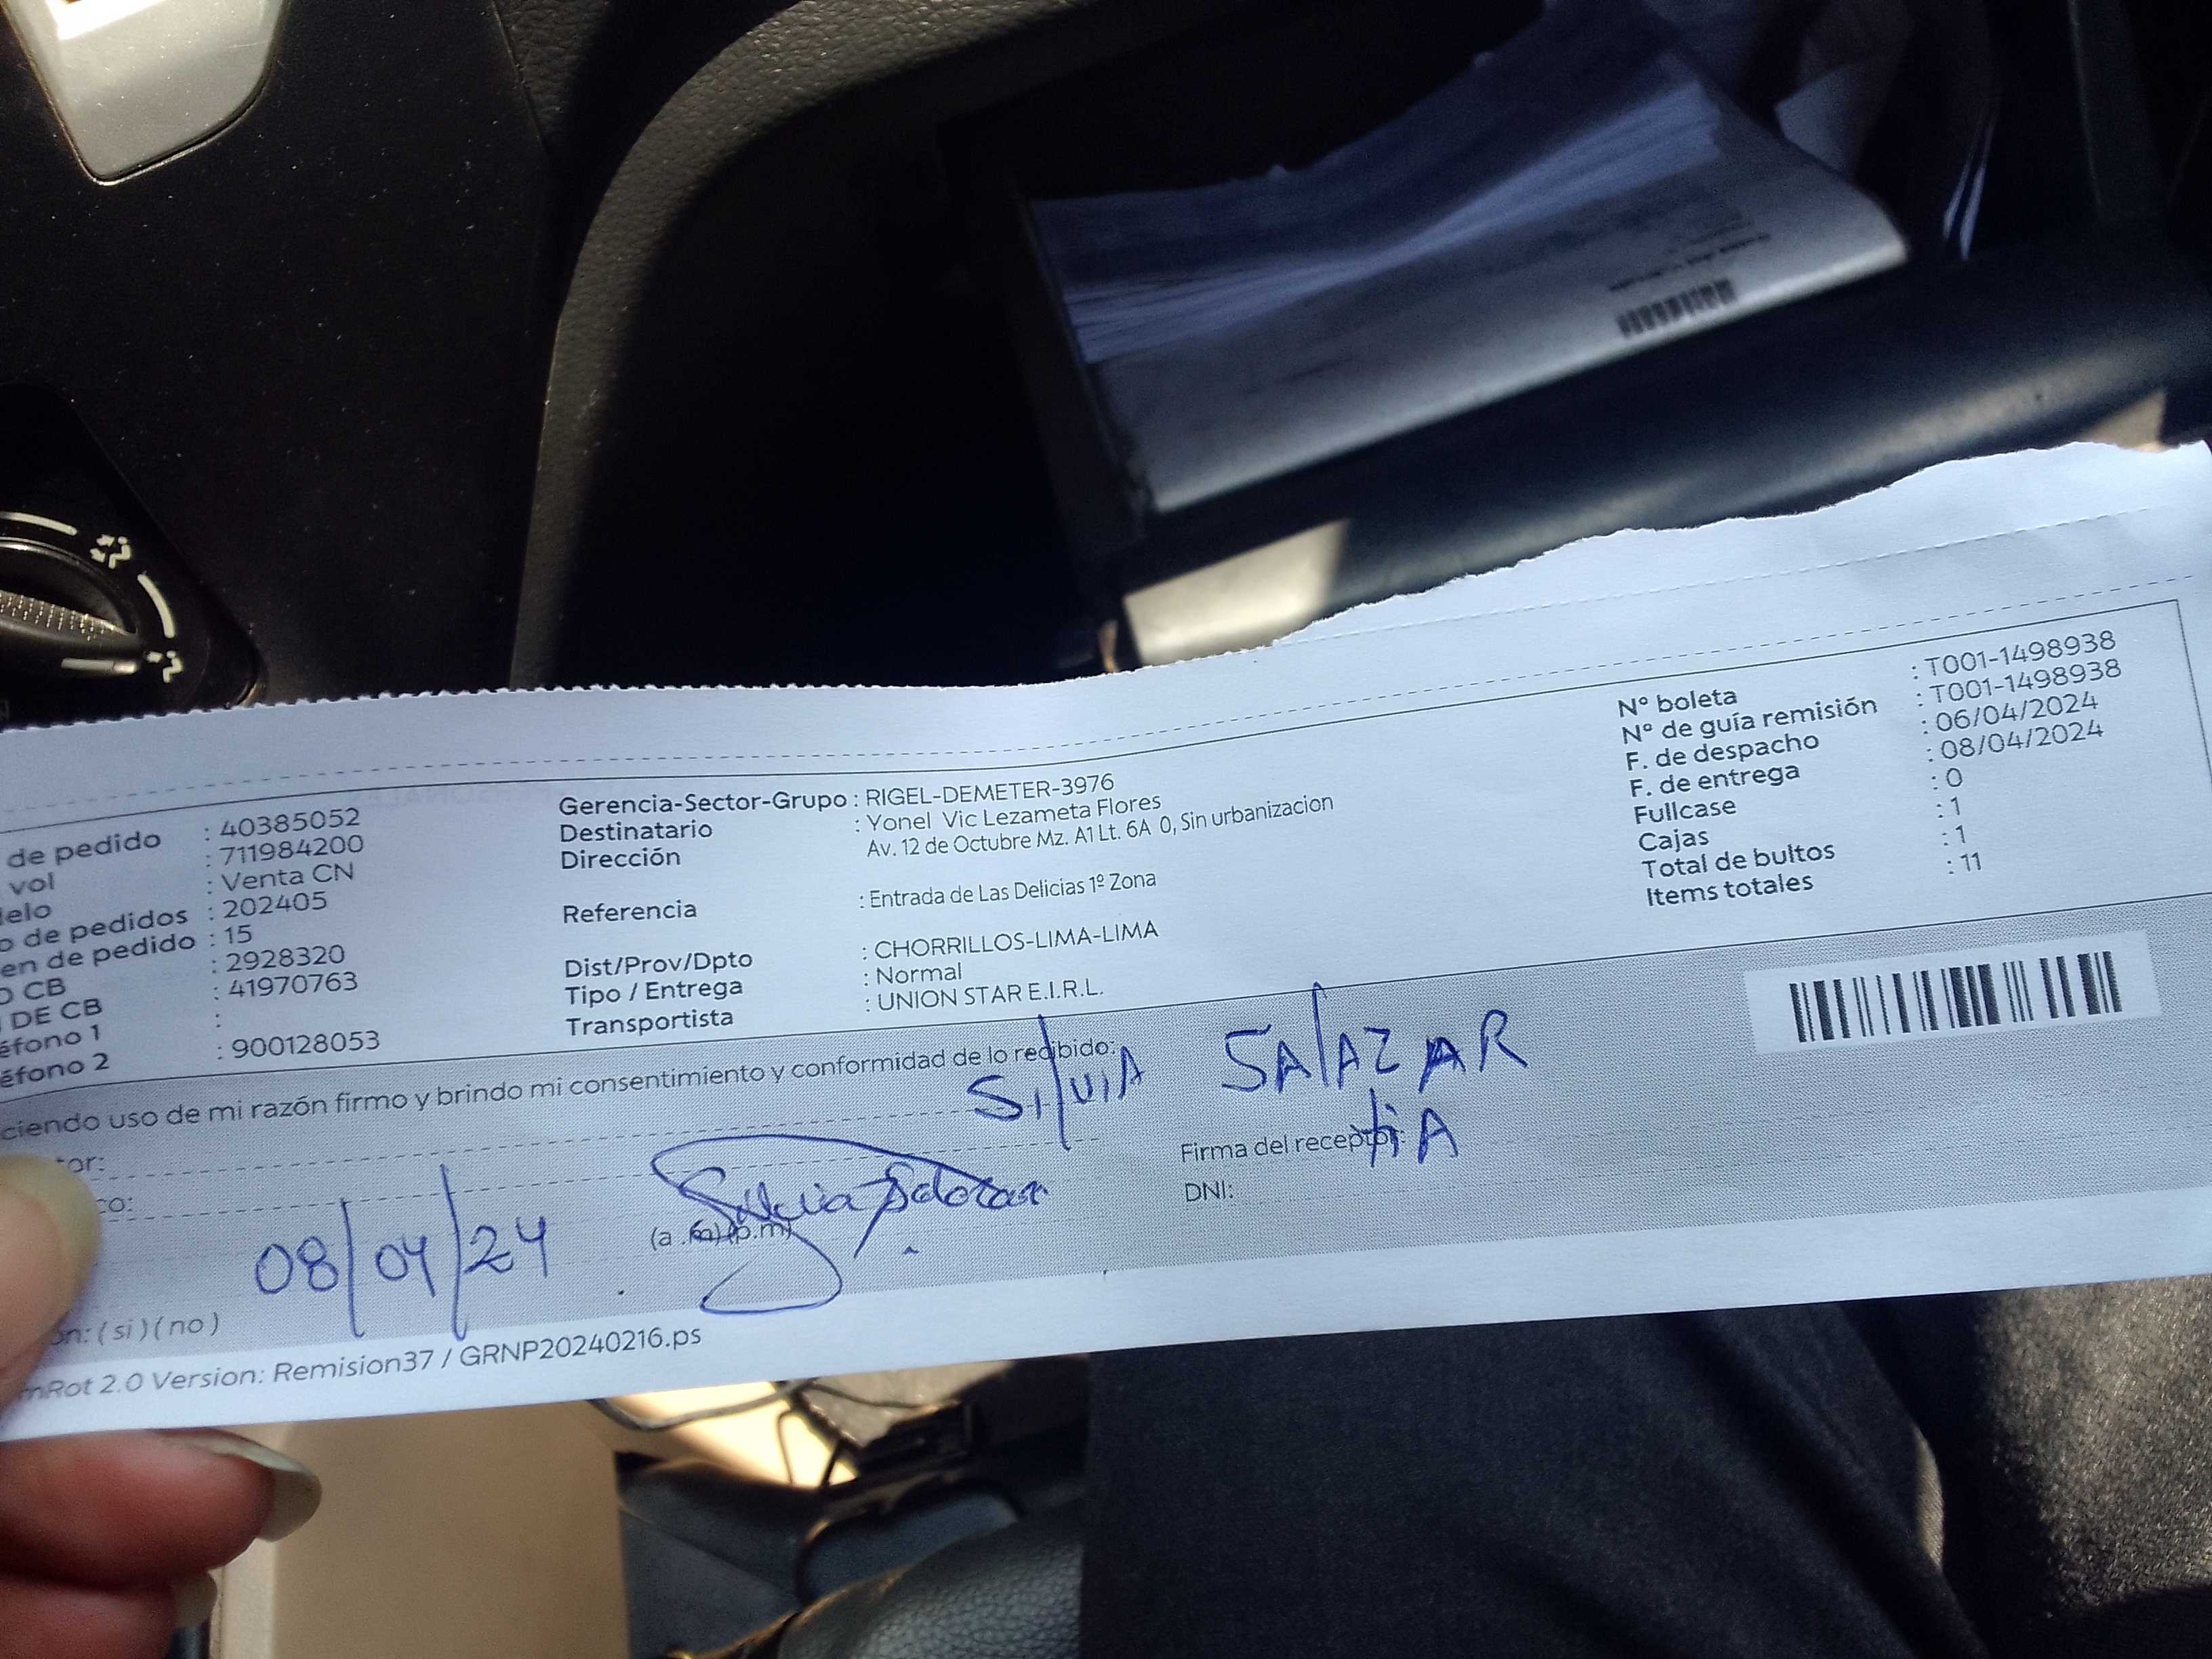 de pedido : 40385052
vol : 711984200
elo : Venta CN
o de pedidos : 202405
en de pedido : 15
O CB : 2928320
DE CB : 41970763
éfono 1 :
éfono 2 : 900128053
Gerencia-Sector-Grupo : RIGEL-DEMETER-3976
Destinatario : Yonel Vic Lezameta Flores
Dirección Av. 12 de Octubre Mz. A1 Lt. 6A 0, Sin urbanizacion
Referencia : Entrada de Las Delicias 1º Zona
Dist/Prov/Dpto : CHORRILLOS-LIMA-LIMA
Tipo / Entrega : Normal
Transportista : UNION STAR E.I.R.L.
Nº boleta : T001-1498938
Nº de guía remisión : T001-1498938
F. de despacho : 06/04/2024
F. de entrega : 08/04/2024
Fullcase : 0
Cajas : 1
Total de bultos : 1
Items totales : 11
ciendo uso de mi razón firmo y brindo mi consentimiento y conformidad de lo recibido:
SilviA SALAZAR
tor:
Firma del receptor: tiA
co:
Silvia Salazar
DNI:
08/04/24 (a.m) (p.m)
ón: ( si ) ( no )
mRot 2.0 Version: Remision37 / GRNP20240216.ps